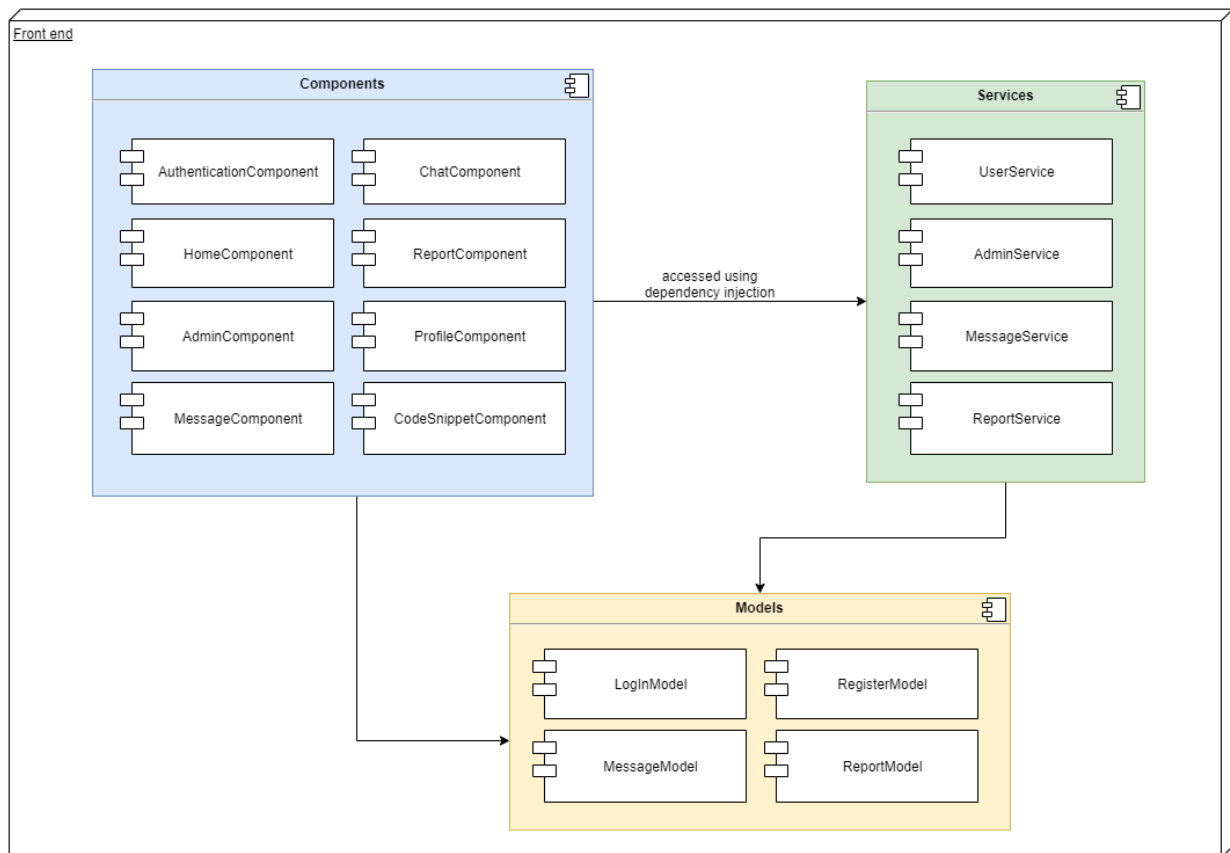 Front end
Components
AuthenticationComponent
ChatComponent
HomeComponent
ReportComponent
AdminComponent
ProfileComponent
MessageComponent
CodeSnippetComponent
accessed using
dependency injection
Services
UserService
AdminService
MessageService
ReportService
Models
LogInModel
RegisterModel
MessageModel
ReportModel